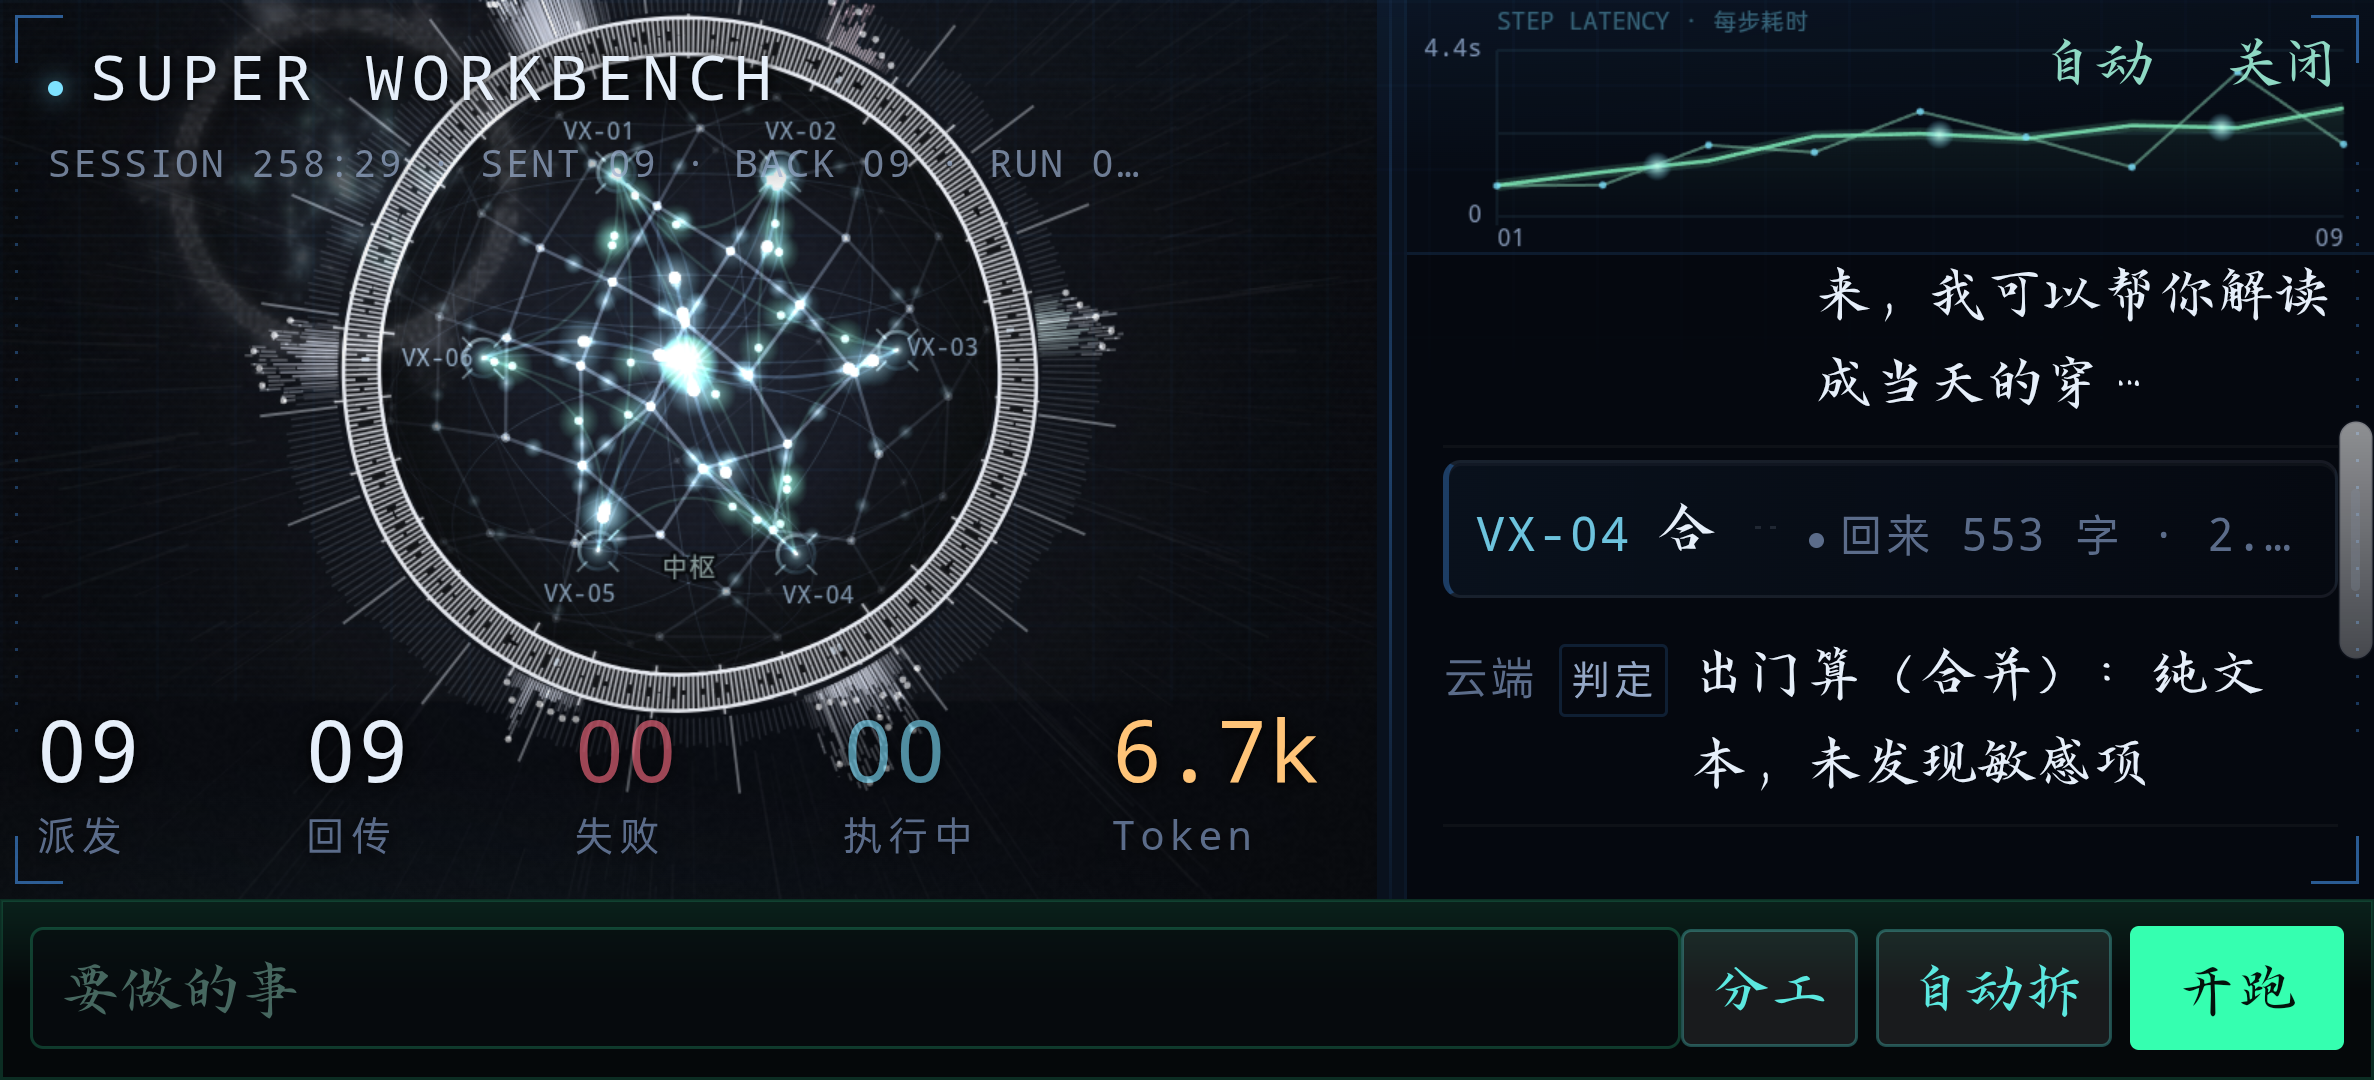 SUPER WORKBENCH
SESSION 258:29 · SENT 09 · BACK 09 · RUN 0…
VX-01
VX-02
VX-03
VX-06
VX-05
中枢
VX-04
09
派发
09
回传
00
失败
00
执行中
6.7k
Token
STEP LATENCY · 每步耗时
自动 关闭
4.4s
0
01
09
来，我可以帮你解读
成当天的穿 …
VX-04 合 回来 553 字 · 2.…
云端 判定 出门算（合并）：纯文
本，未发现敏感项
要做的事
分工
自动拆
开跑